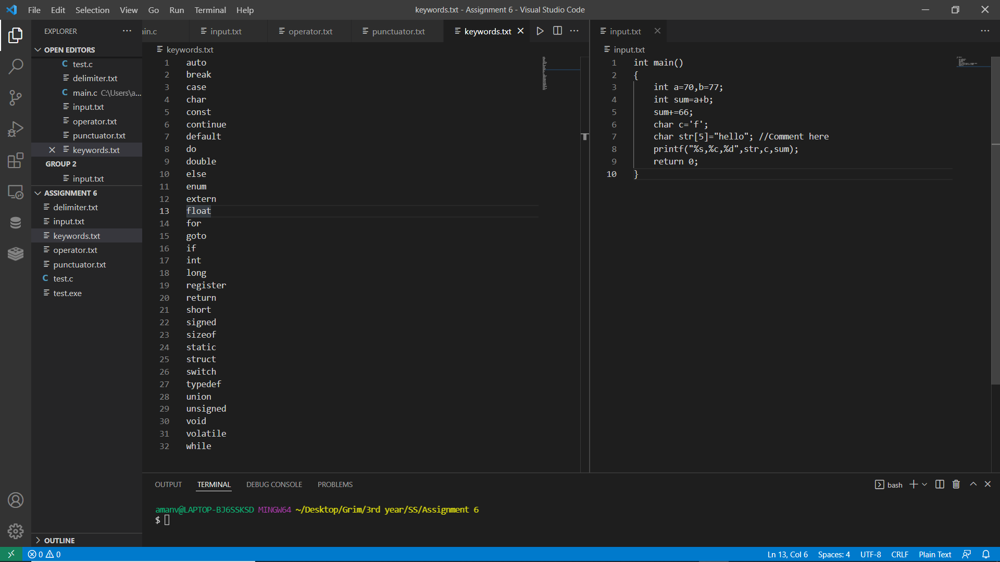 File Edit Selection View Go Run Terminal Help
keywords.txt - Assignment 6 - Visual Studio Code
EXPLORER
OPEN EDITORS
test.c
delimiter.txt
main.c C:\Users\a...
input.txt
operator.txt
punctuator.txt
keywords.txt
GROUP 2
input.txt
ASSIGNMENT 6
delimiter.txt
input.txt
keywords.txt
operator.txt
punctuator.txt
test.c
test.exe
OUTLINE
ain.c input.txt operator.txt punctuator.txt keywords.txt
keywords.txt
1 auto
2 break
3 case
4 char
5 const
6 continue
7 default
8 do
9 double
10 else
11 enum
12 extern
13 float
14 for
15 goto
16 if
17 int
18 long
19 register
20 return
21 short
22 signed
23 sizeof
24 static
25 struct
26 switch
27 typedef
28 union
29 unsigned
30 void
31 volatile
32 while
input.txt
input.txt
1 int main()
2 {
3 int a=70,b=77;
4 int sum=a+b;
5 sum+=66;
6 char c='f';
7 char str[5]="hello"; //Comment here
8 printf("%s,%c,%d",str,c,sum);
9 return 0;
10 }
OUTPUT TERMINAL DEBUG CONSOLE PROBLEMS
bash
amanv@LAPTOP-BJ6SSKSD MINGW64 ~/Desktop/Grim/3rd year/SS/Assignment 6
$
0 0
Ln 13, Col 6 Spaces: 4 UTF-8 CRLF Plain Text